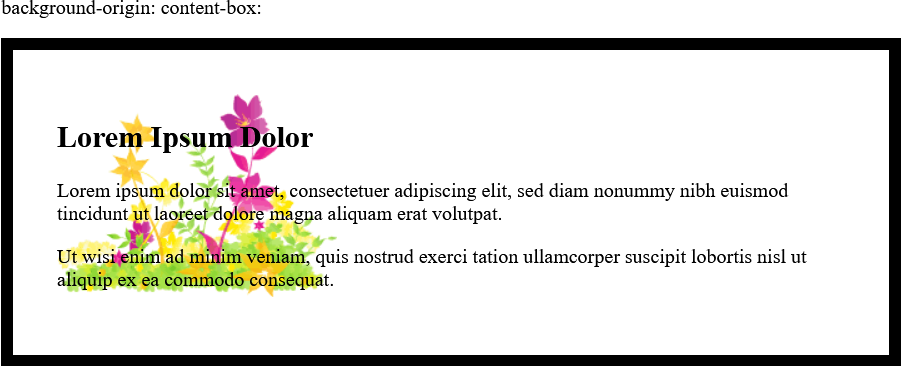 background-origin: content-box:
Lorem Ipsum Dolor
Lorem ipsum dolor sit amet, consectetuer adipiscing elit, sed diam nonummy nibh euismod
tincidunt ut laoreet dolore magna aliquam erat volutpat.
Ut wisi enim ad minim veniam, quis nostrud exerci tation ullamcorper suscipit lobortis nisl ut
aliquip ex ea commodo consequat.